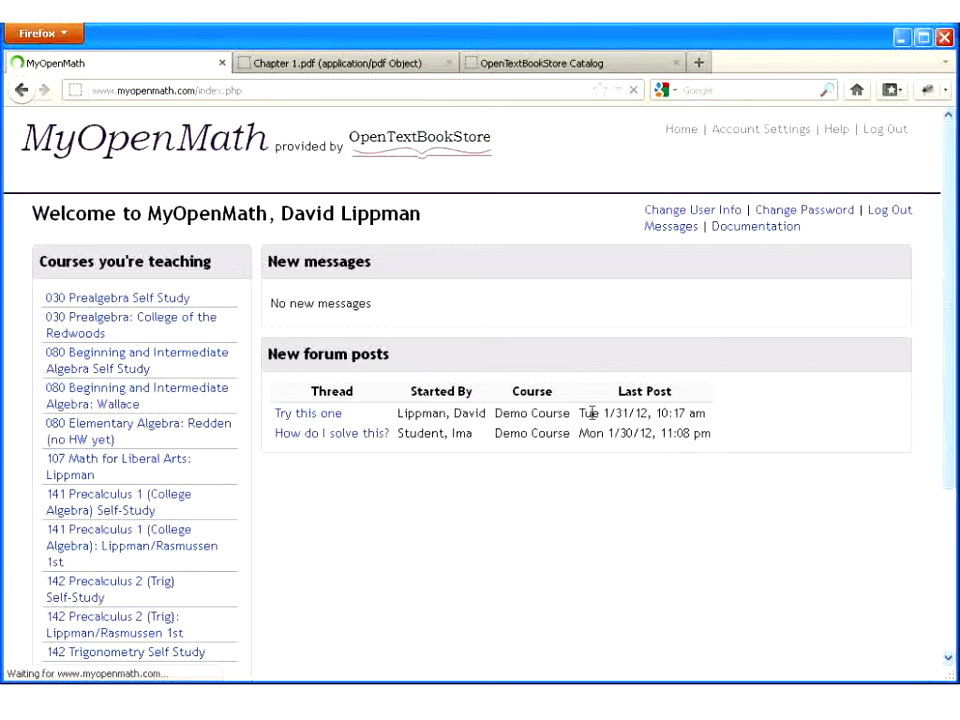 Firefox
MyOpenMath
Chapter 1.pdf (application/pdf Object)
OpenTextBookStore Catalog
www.myopenmath.com/index.php
Google
MyOpenMath provided by OpenTextBookStore
Home | Account Settings | Help | Log Out
Welcome to MyOpenMath, David Lippman
Change User Info | Change Password | Log Out
Messages | Documentation
Courses you're teaching
030 Prealgebra Self Study
030 Prealgebra: College of the
Redwoods
080 Beginning and Intermediate
Algebra Self Study
080 Beginning and Intermediate
Algebra: Wallace
080 Elementary Algebra: Redden
(no HW yet)
107 Math for Liberal Arts:
Lippman
141 Precalculus 1 (College
Algebra) Self-Study
141 Precalculus 1 (College
Algebra): Lippman/Rasmussen
1st
142 Precalculus 2 (Trig)
Self-Study
142 Precalculus 2 (Trig):
Lippman/Rasmussen 1st
142 Trigonometry Self Study
New messages
No new messages
New forum posts
Thread Started By Course Last Post
Try this one Lippman, David Demo Course Tue 1/31/12, 10:17 am
How do I solve this? Student, Ima Demo Course Mon 1/30/12, 11:08 pm
Waiting for www.myopenmath.com...